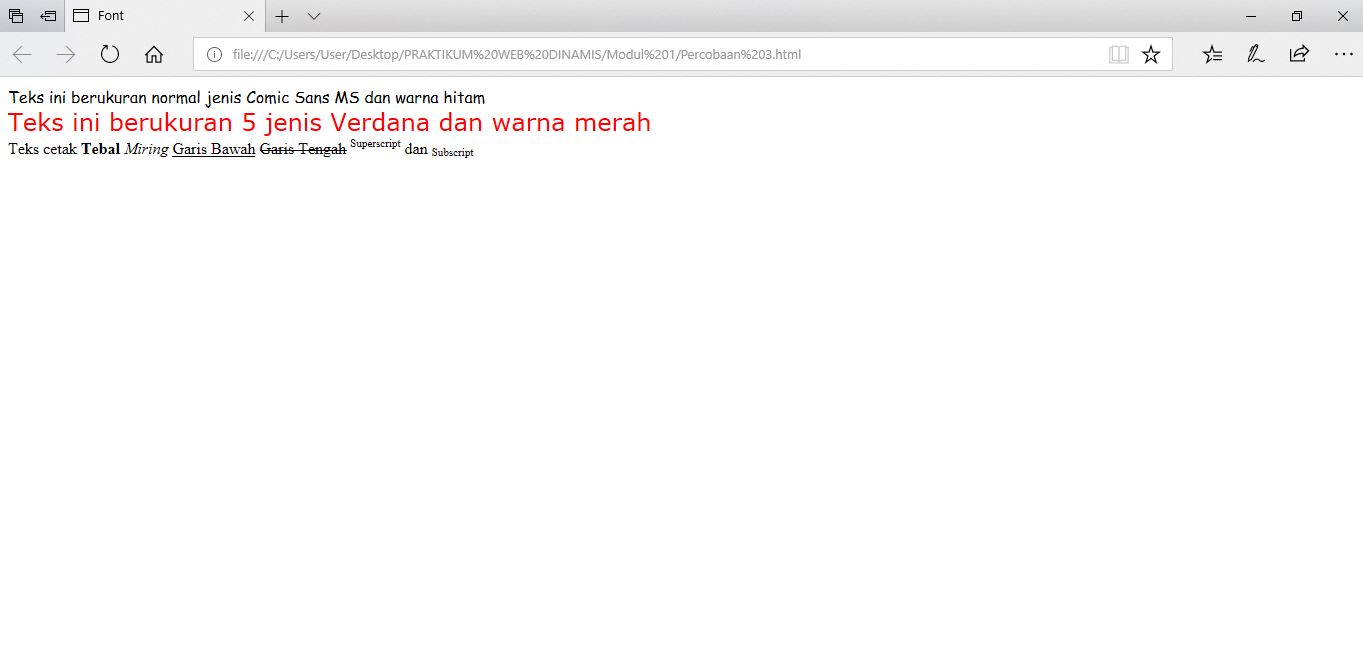 Font
file:///C:/Users/User/Desktop/PRAKTIKUM%20WEB%20DINAMIS/Modul%201/Percobaan%203.html
Teks ini berukuran normal jenis Comic Sans MS dan warna hitam
Teks ini berukuran 5 jenis Verdana dan warna merah
Teks cetak Tebal Miring Garis Bawah Garis Tengah Superscript dan Subscript